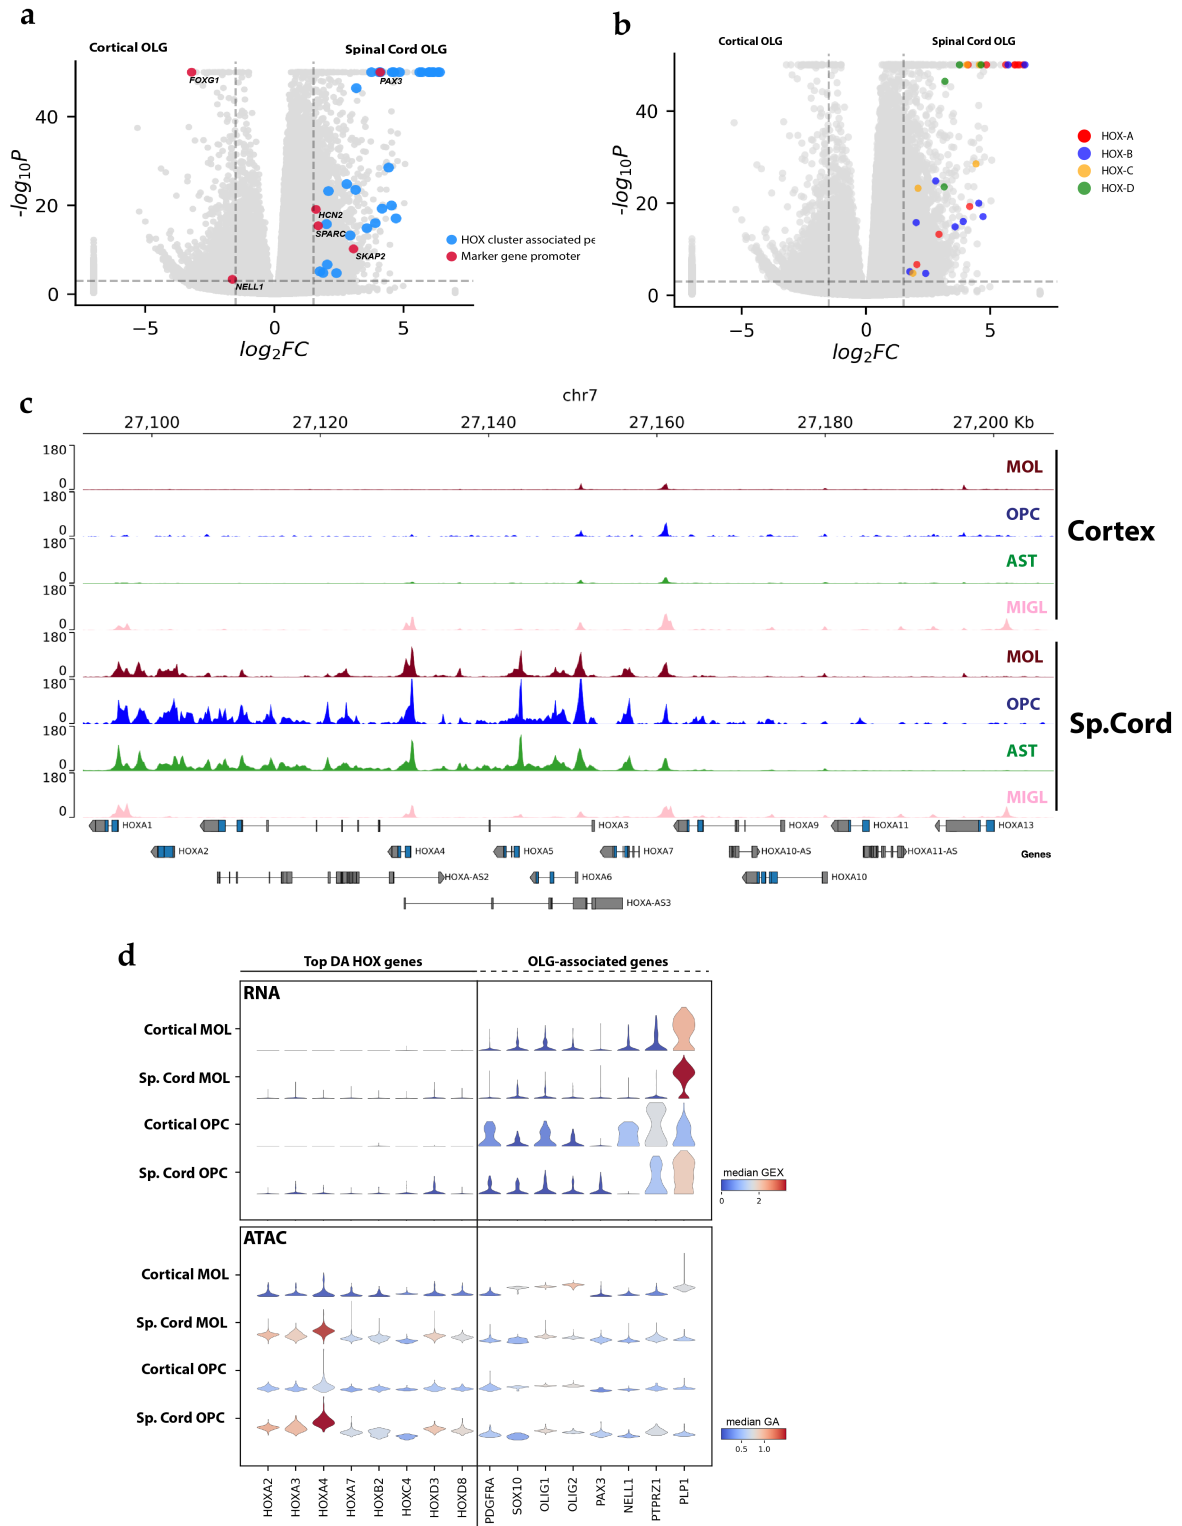 a
Cortical OLG
Spinal Cord OLG
FOXG1
PAX3
HCN2
SPARC
SKAP2
NELL1
40
20
0
-log10P
−5
0
5
log2FC
HOX cluster associated pe
Marker gene promoter
b
Cortical OLG
Spinal Cord OLG
40
20
0
-log10P
−5
0
5
log2FC
HOX-A
HOX-B
HOX-C
HOX-D
c
chr7
27,100
27,120
27,140
27,160
27,180
27,200 Kb
180
0
MOL
180
0
OPC
180
0
AST
180
0
MIGL
Cortex
180
0
MOL
180
0
OPC
180
0
AST
180
0
MIGL
Sp.Cord
HOXA1
HOXA3
HOXA9
HOXA11
HOXA13
HOXA2
HOXA4
HOXA5
HOXA7
HOXA10-AS
HOXA11-AS
Genes
HOXA-AS2
HOXA6
HOXA10
HOXA-AS3
d
Top DA HOX genes
OLG-associated genes
RNA
Cortical MOL
Sp. Cord MOL
Cortical OPC
Sp. Cord OPC
median GEX
0
2
ATAC
Cortical MOL
Sp. Cord MOL
Cortical OPC
Sp. Cord OPC
median GA
0.5
1.0
HOXA2
HOXA3
HOXA4
HOXA7
HOXB2
HOXC4
HOXD3
HOXD8
PDGFRA
SOX10
OLIG1
OLIG2
PAX3
NELL1
PTPRZ1
PLP1